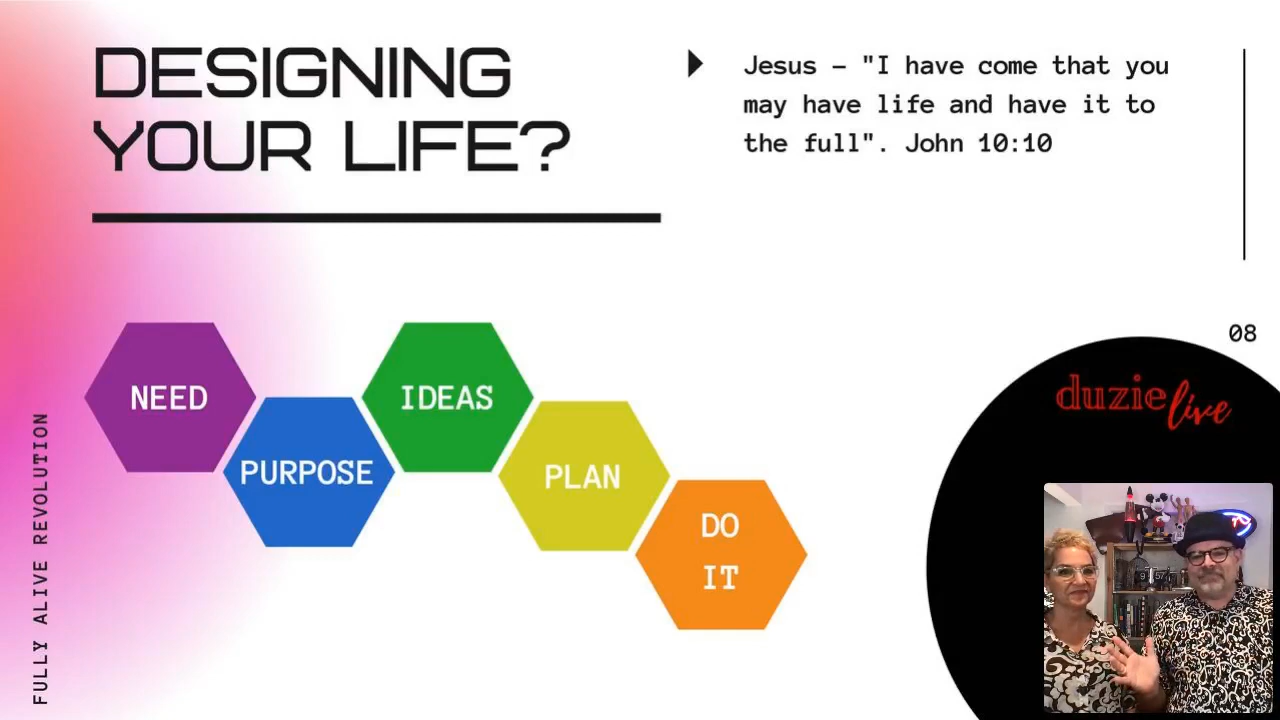 DESIGNING
YOUR LIFE?
Jesus – "I have come that you
may have life and have it to
the full". John 10:10
08
NEED
PURPOSE
IDEAS
PLAN
DO
IT
duzie live
FULLY ALIVE REVOLUTION